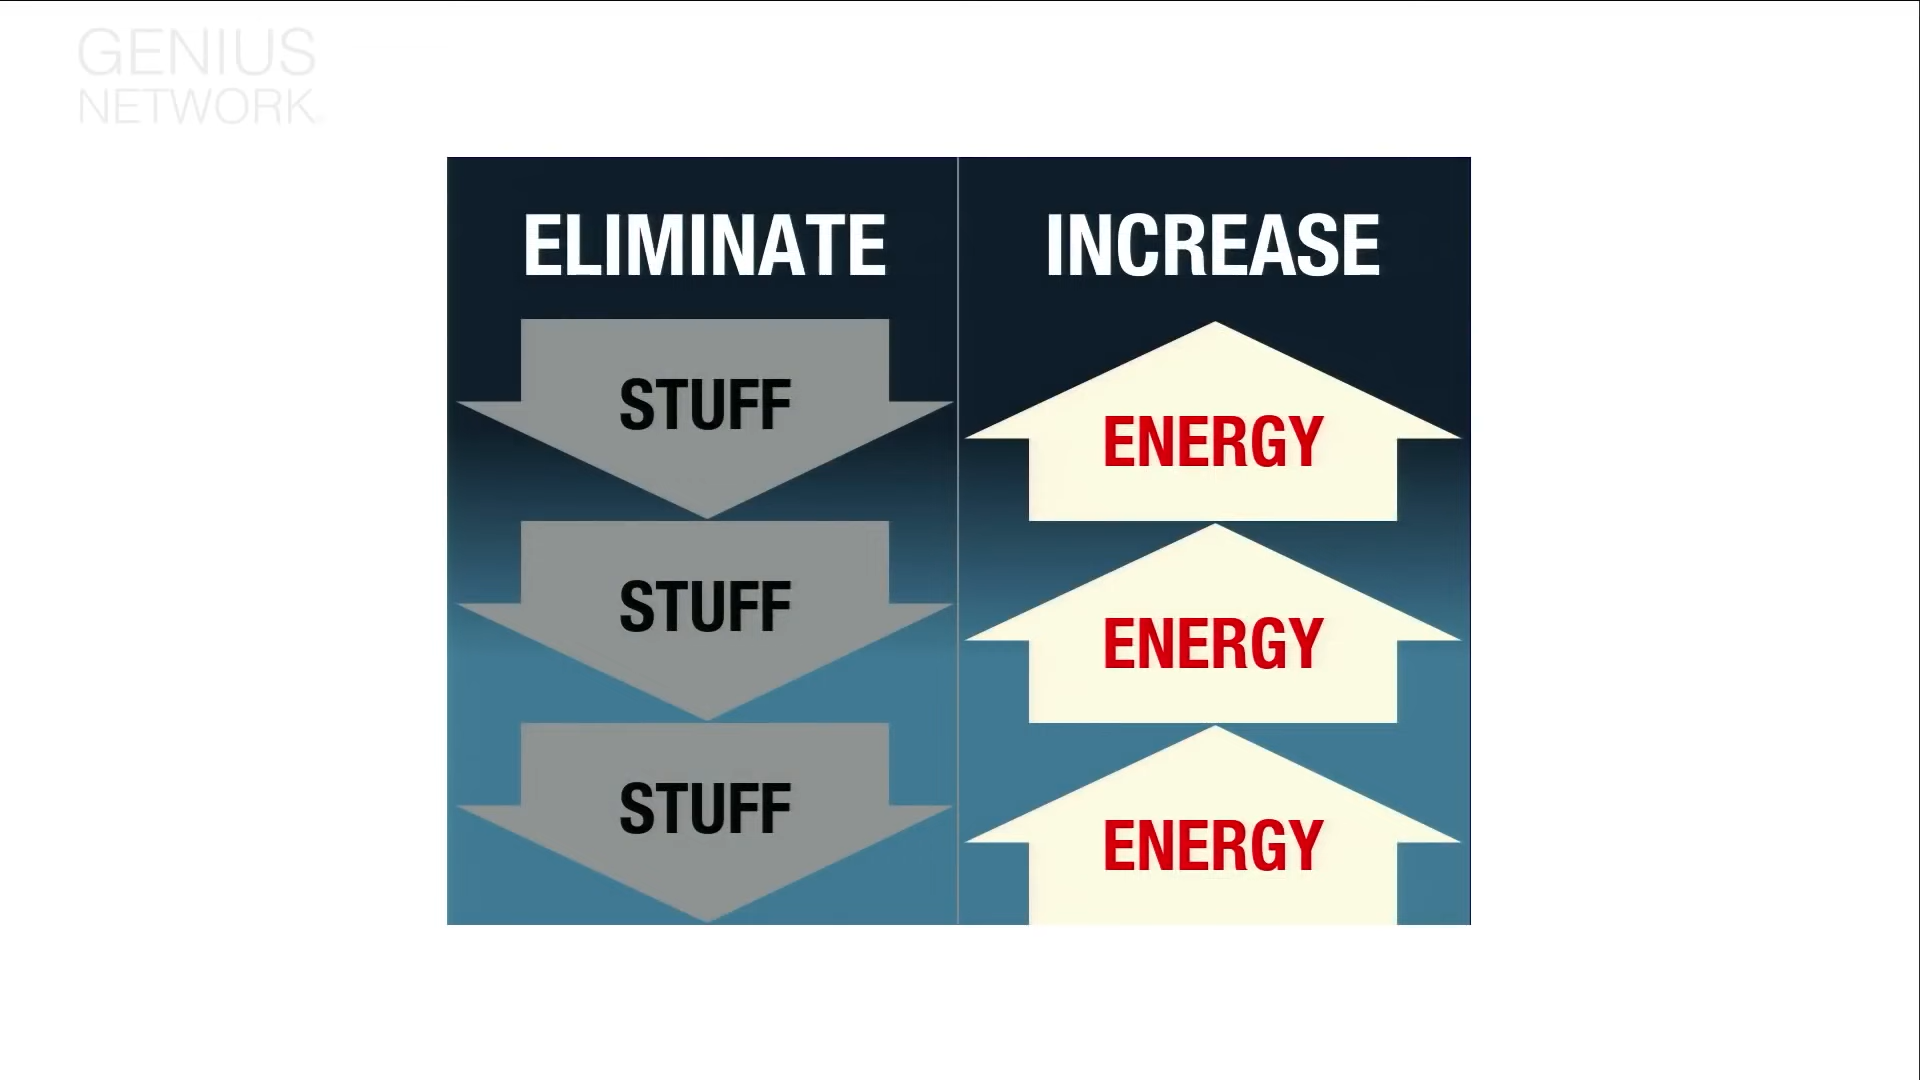 GENIUS
NETWORK
ELIMINATE
INCREASE
STUFF
ENERGY
STUFF
ENERGY
STUFF
ENERGY